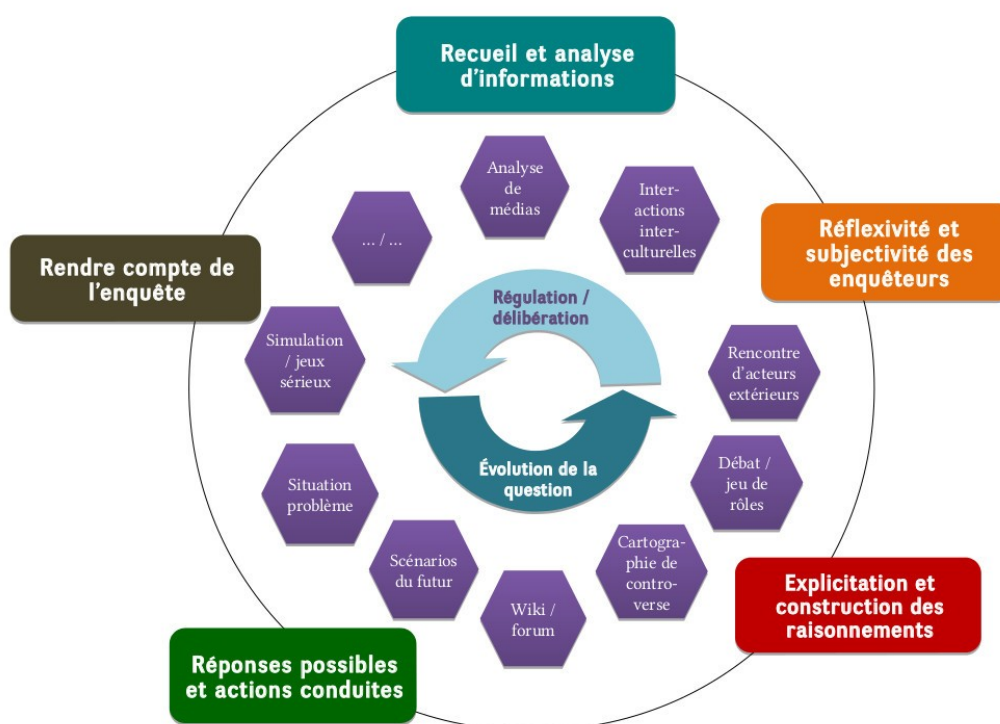 Recueil et analyse
d’informations
Analyse
de
médias
Inter-
actions
inter-
culturelles
... / ...
Réflexivité et
subjectivité des
enquêteurs
Rendre compte de
l’enquête
Régulation /
délibération
Simulation
/ jeux
sérieux
Rencontre
d’acteurs
extérieurs
Évolution de la
question
Débat /
jeu de
rôles
Situation
problème
Scénarios
du futur
Cartogra-
phie de
contro-
verse
Wiki /
forum
Explicitation et
construction des
raisonnements
Réponses possibles
et actions conduites